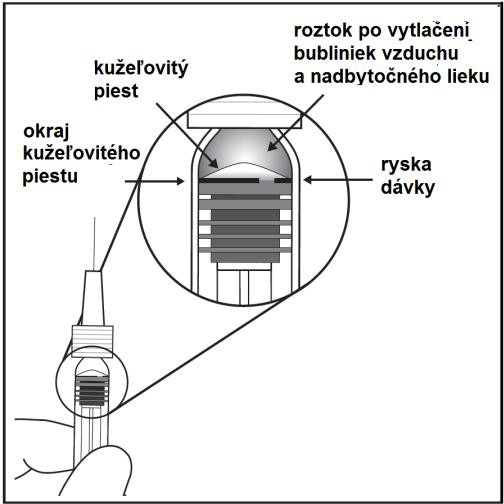 roztok po vytlačení
bubliniek vzduchu
a nadbytočného lieku
kužeľovitý
piest
okraj
kužeľovitého
piestu
ryska
dávky